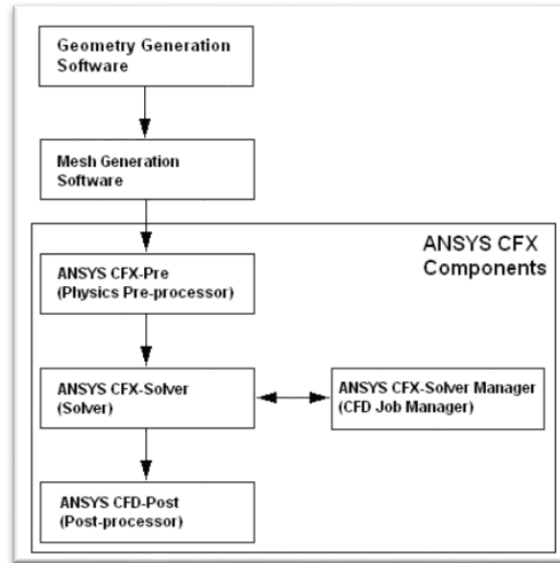 Geometry Generation
Software
Mesh Generation
Software
ANSYS CFX
Components
ANSYS CFX-Pre
(Physics Pre-processor)
ANSYS CFX-Solver
(Solver)
ANSYS CFX-Solver Manager
(CFD Job Manager)
ANSYS CFD-Post
(Post-processor)